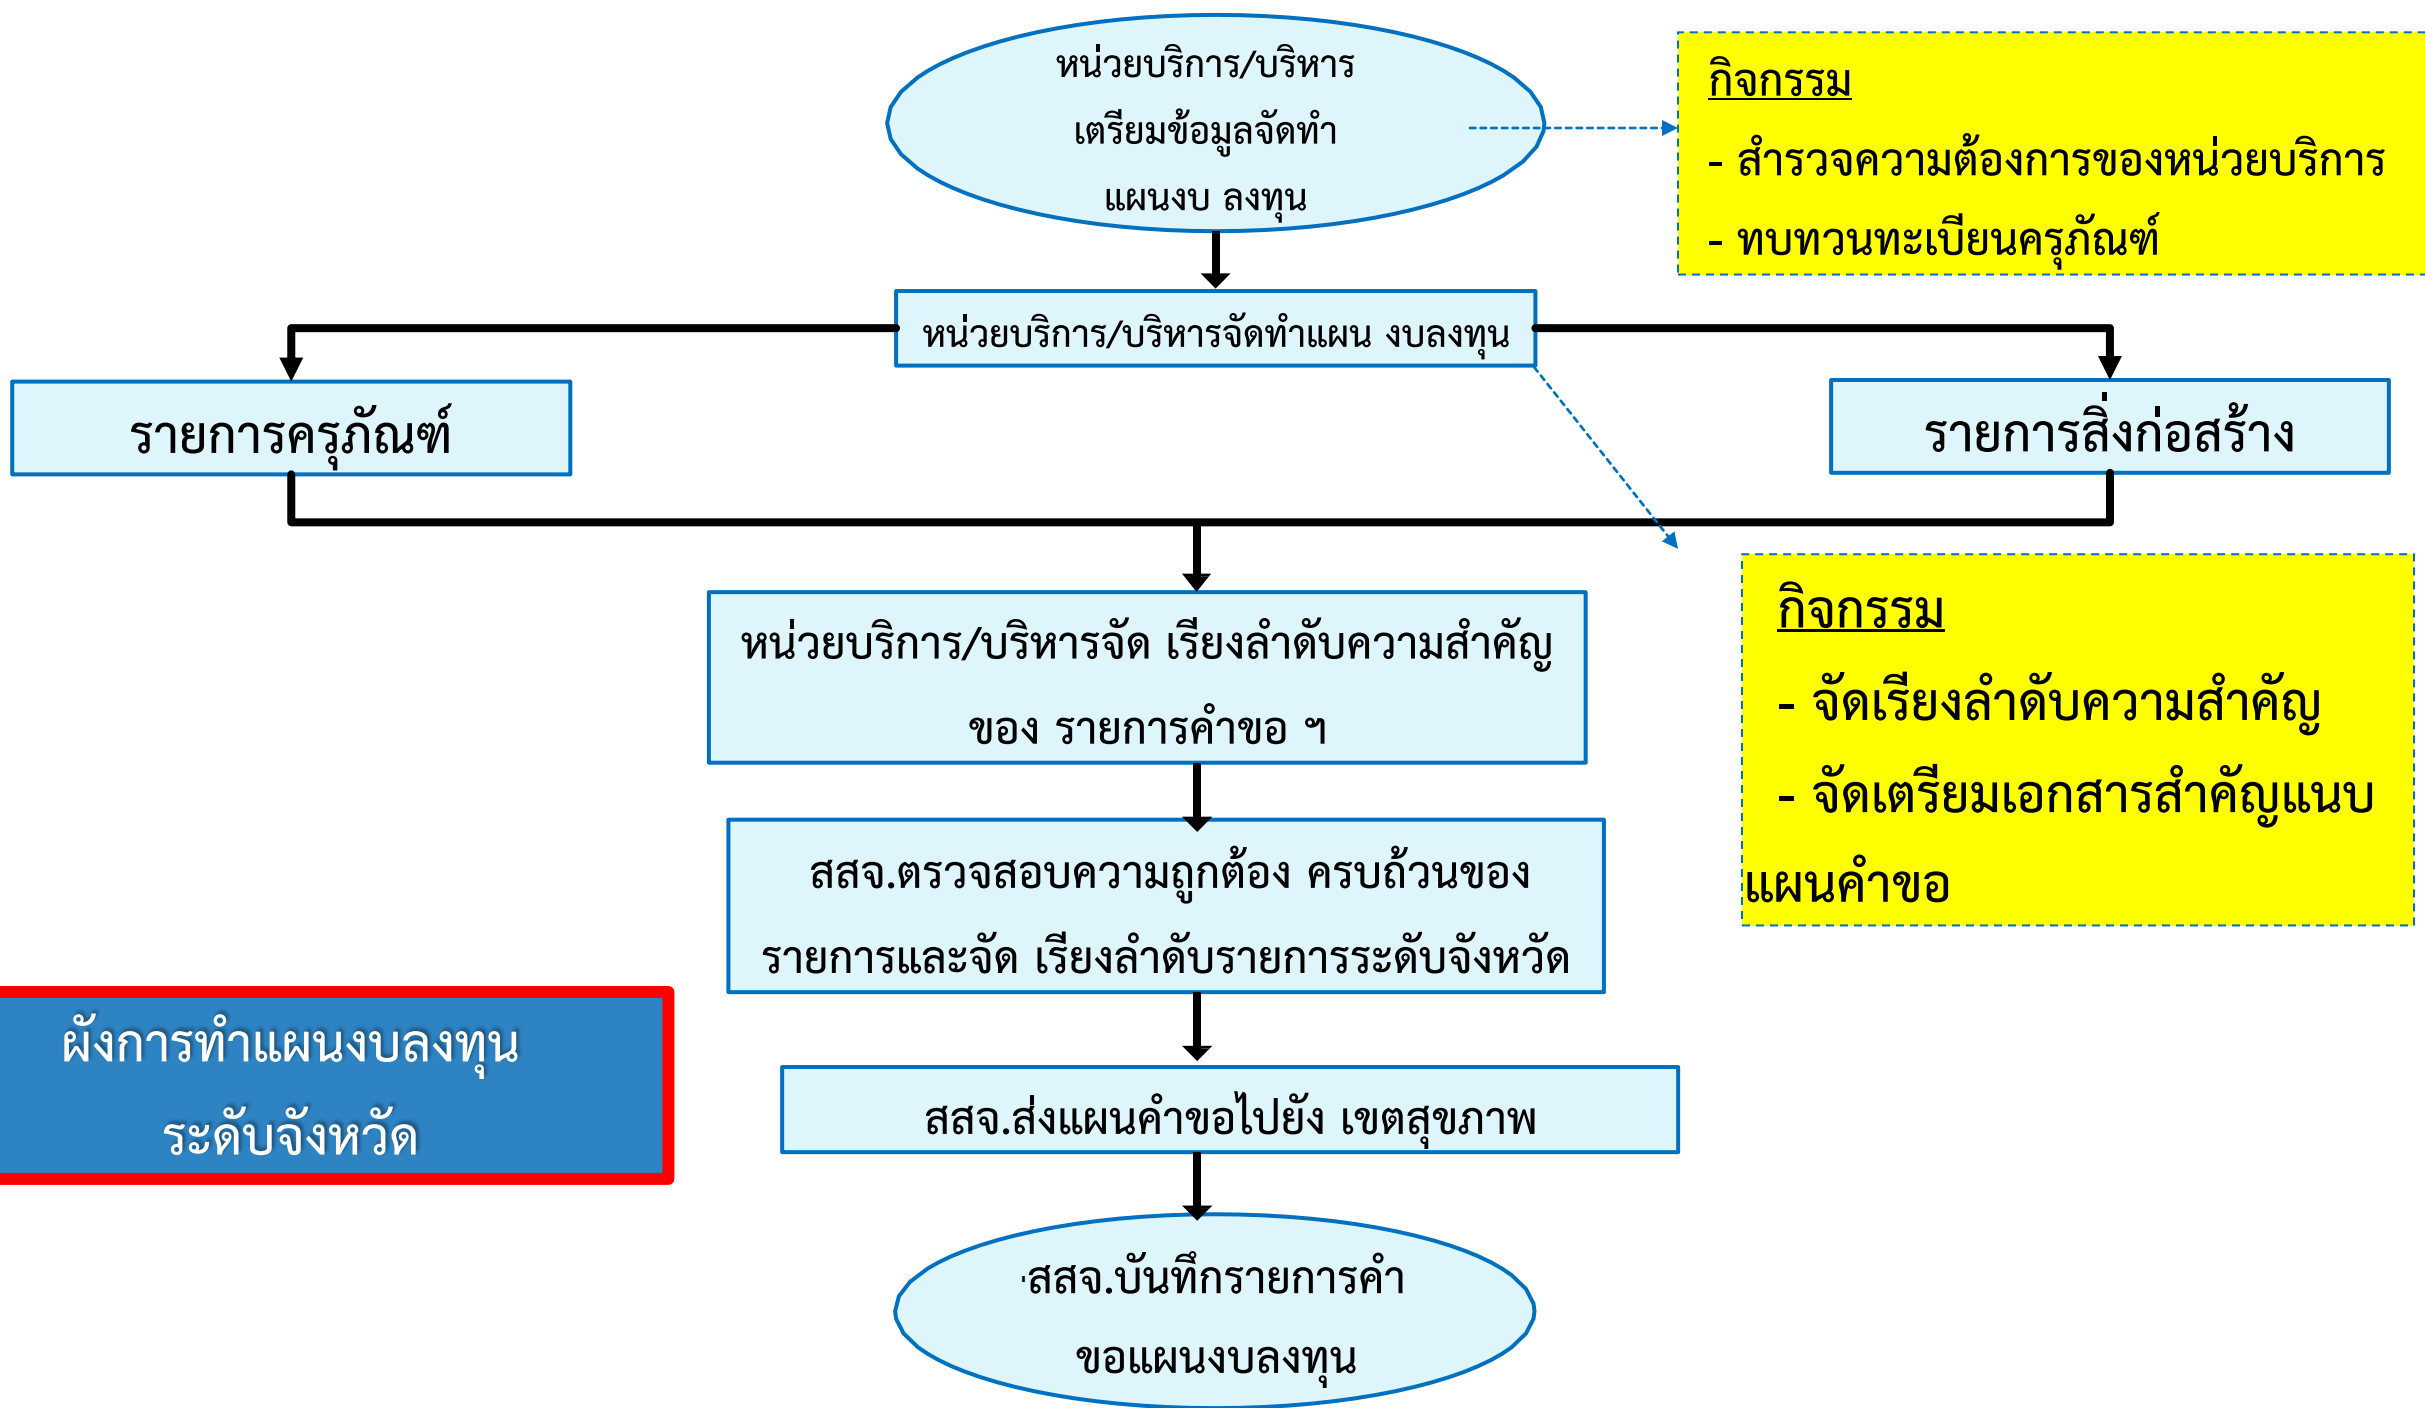 หน่วยบริการ/บริหาร
เตรียมข้อมูลจัดทำ
แผนงบ ลงทุน
กิจกรรม
- สำรวจความต้องการของหน่วยบริการ
- ทบทวนทะเบียนครุภัณฑ์
หน่วยบริการ/บริหารจัดทำแผน งบลงทุน
รายการครุภัณฑ์
รายการสิ่งก่อสร้าง
หน่วยบริการ/บริหารจัด เรียงลำดับความสำคัญ
ของ รายการคำขอ ฯ
กิจกรรม
- จัดเรียงลำดับความสำคัญ
- จัดเตรียมเอกสารสำคัญแนบ
แผนคำขอ
สสจ.ตรวจสอบความถูกต้อง ครบถ้วนของ
รายการและจัด เรียงลำดับรายการระดับจังหวัด
ผังการทำแผนงบลงทุน
ระดับจังหวัด
สสจ.ส่งแผนคำขอไปยัง เขตสุขภาพ
สสจ.บันทึกรายการคำ
ขอแผนงบลงทุน